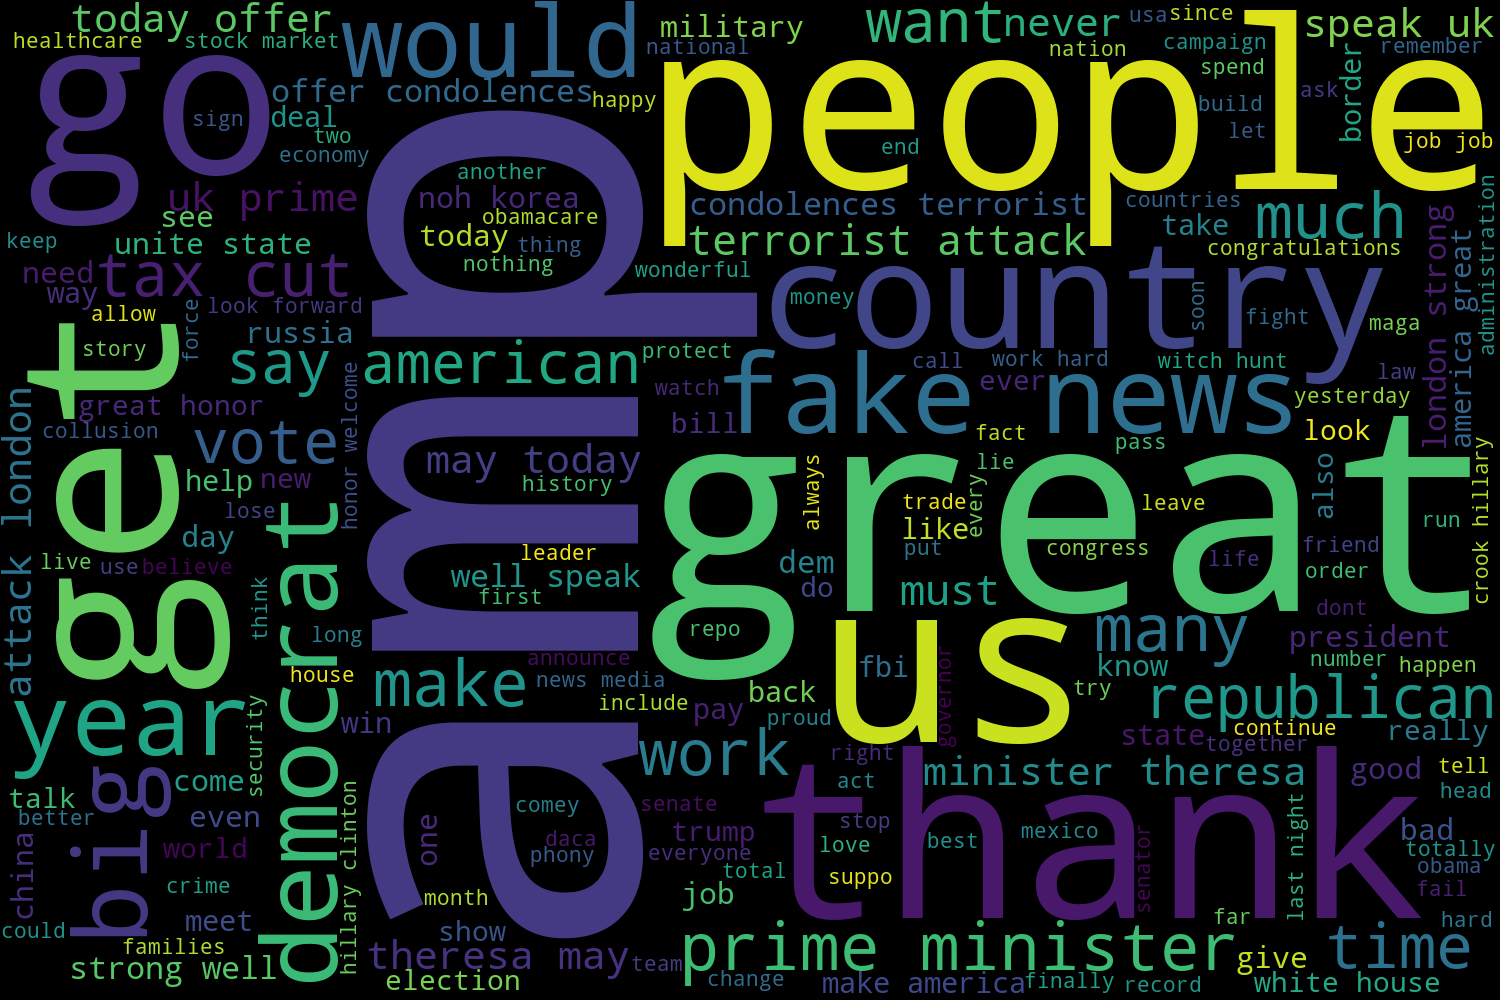 today offer
would
want
never
usa
since
speak uk
healthcare
stock market
military
national
nation
campaign
remember
go
people
spend
border
offer condolences
happy
ask
sign
deal
build
two
let
job job
economy
end
another
uk prime
noh korea
condolences terrorist
countries
administration
see
obamacare
much
take
keep
unite state
today
thing
terrorist attack
congratulations
need
tax cut
nothing
wonderful
way
country
london strong
america great
look forward
money
soon
allow
force
russia
fight
maga
story
amp
get
say american
protect
call
work hard
witch hunt
law
watch
fake news
ever
great honor
honor welcome
yesterday
collusion
vote
bill
fact
pass
look
may today
great
attack london
help
new
history
always
lie
also
crook hillary
lose
trade
every
leave
day
like
run
live
use
believe
leader
dem
put
congress
life
friend
think
well speak
do
must
order
first
dont
democrat
long
repo
us
many
president
announce
fbi
governor
know
number
happen
house
make
news media
back
try
republican
year
security
include
win
pay
proud
continue
work
right
state
together
really
big
come
minister theresa
good
tell
talk
act
thank
head
better
even
comey
senate
stop
mexico
last night
bad
china
world
one
daca
trump
love
best
senator
totally
phony
everyone
obama
crime
hillary clinton
total
suppo
fail
month
job
could
meet
show
far
hard
families
prime minister
time
strong well
theresa may
team
give
election
change
make america
finally
record
white house